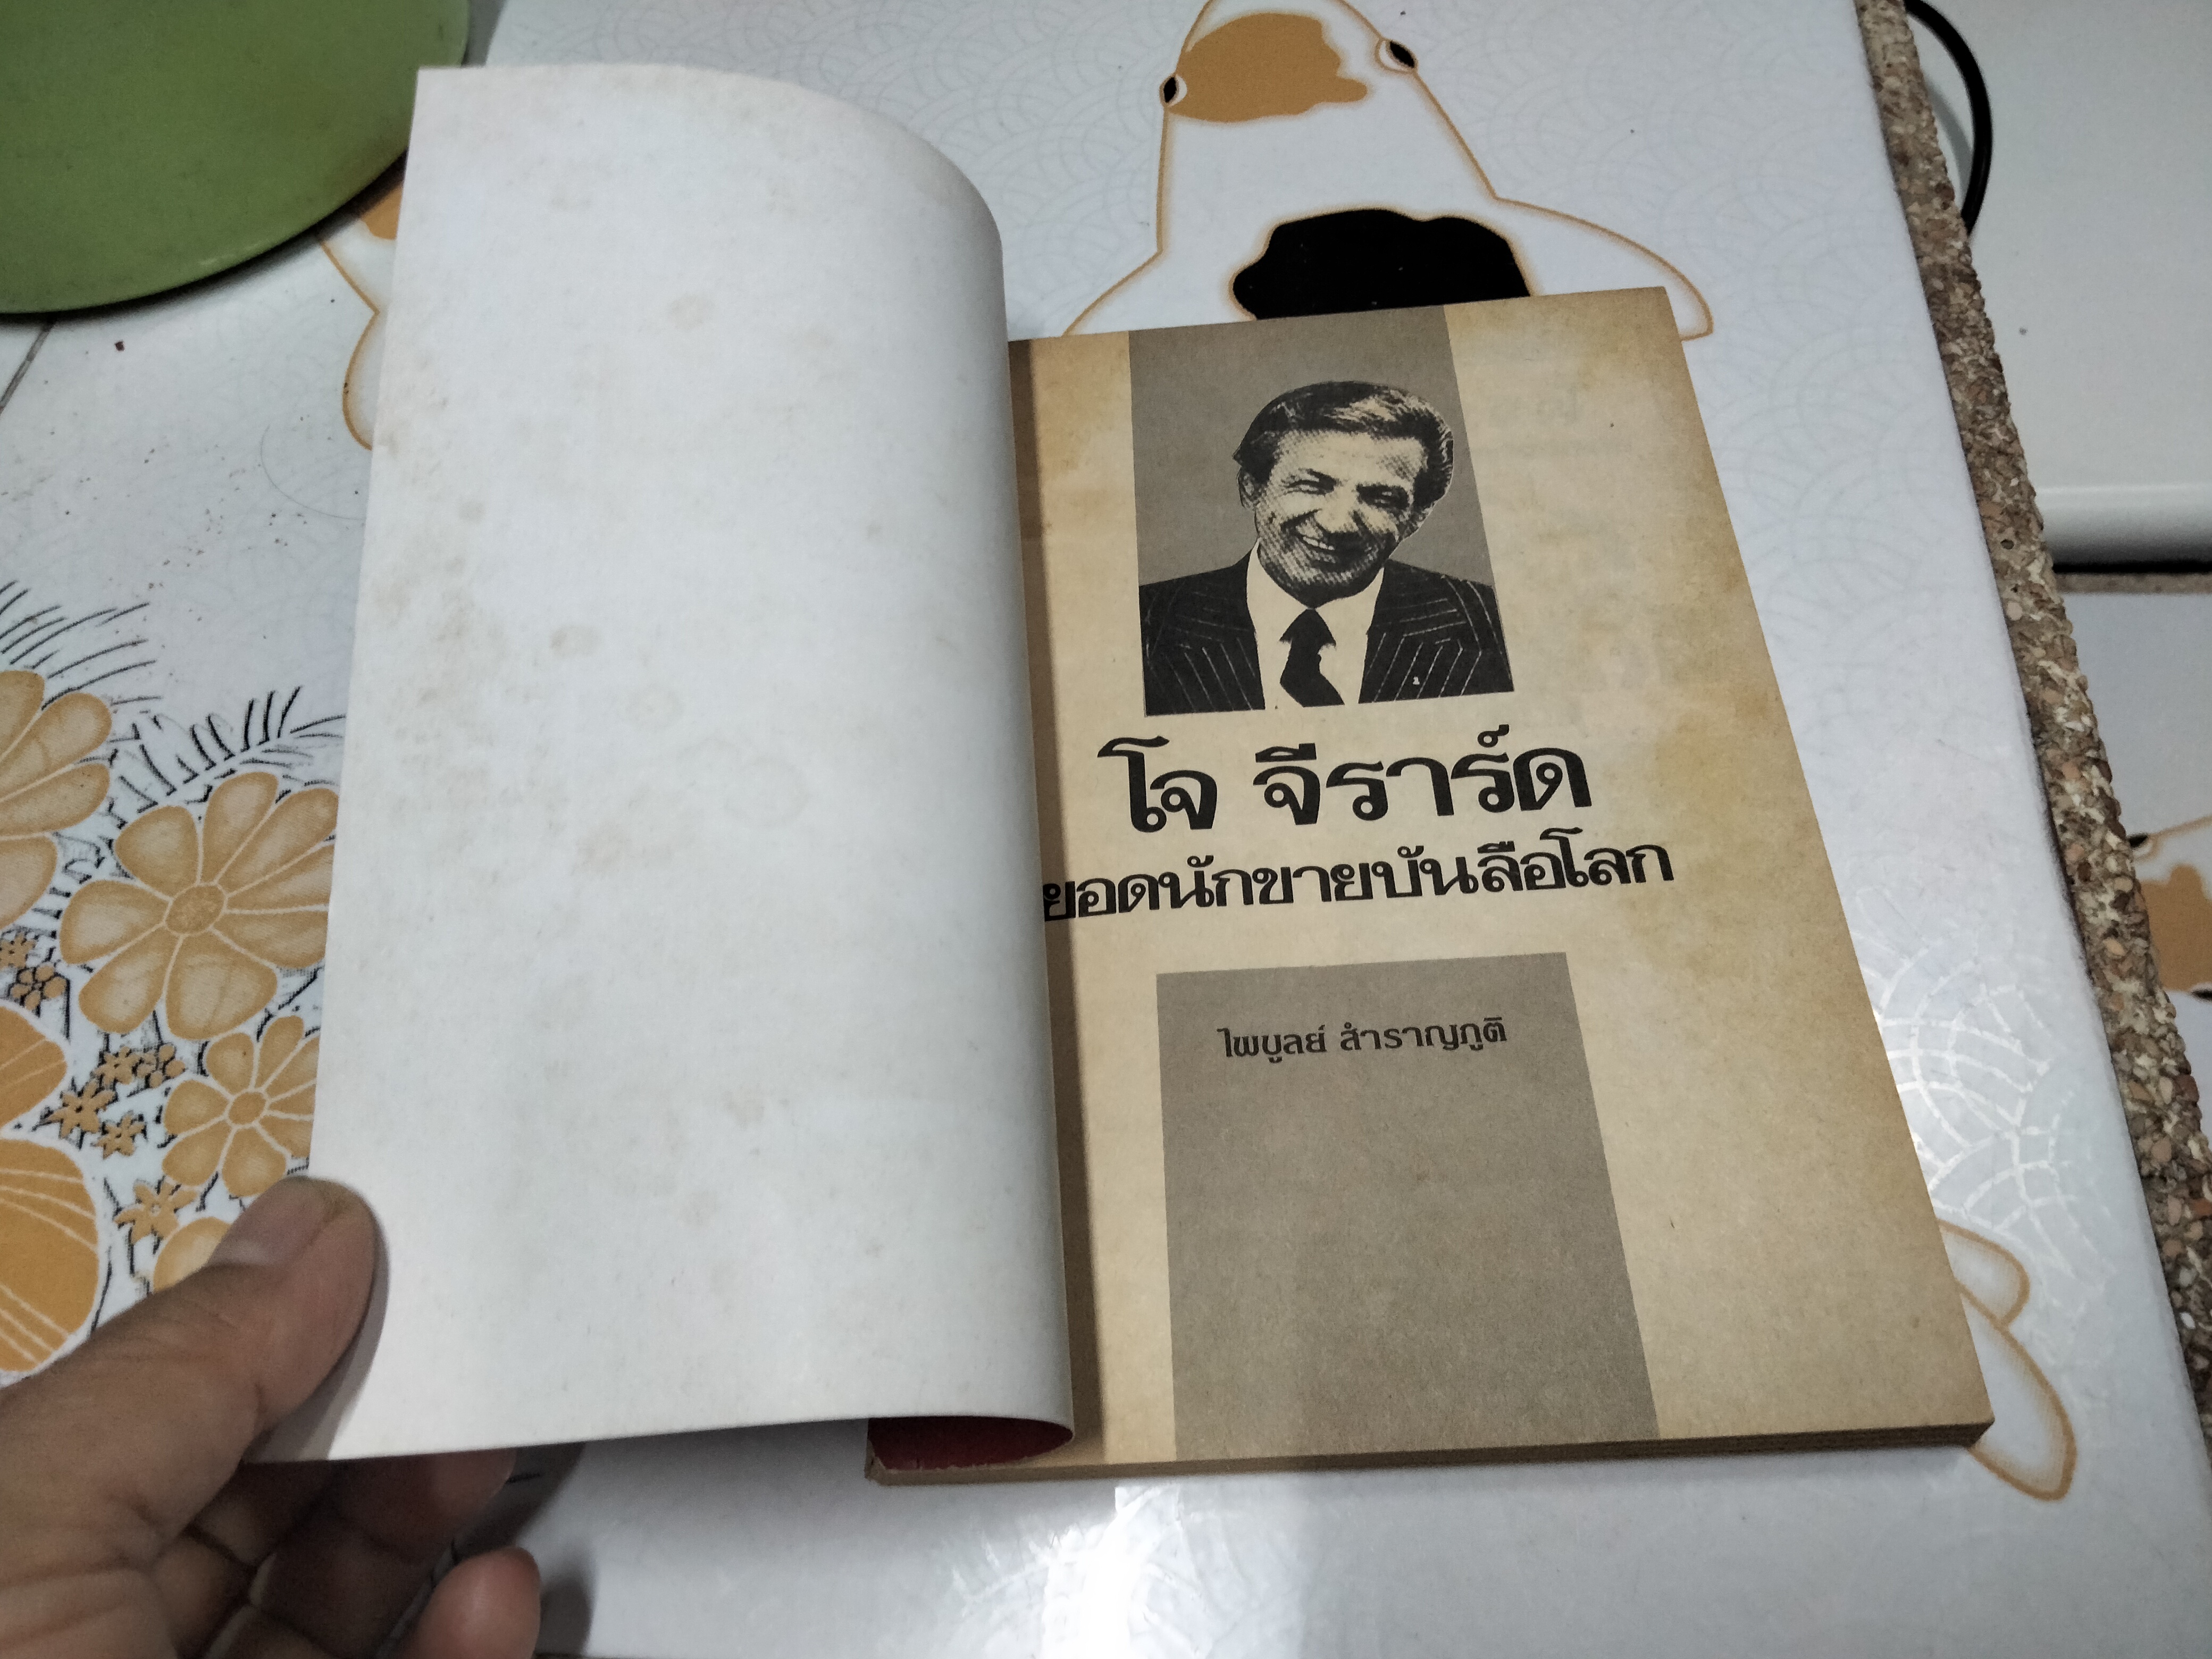 โจ จีราร์ด
ยอดนักขายบันลือโลก
ไพบูลย์ สำราญภูติ